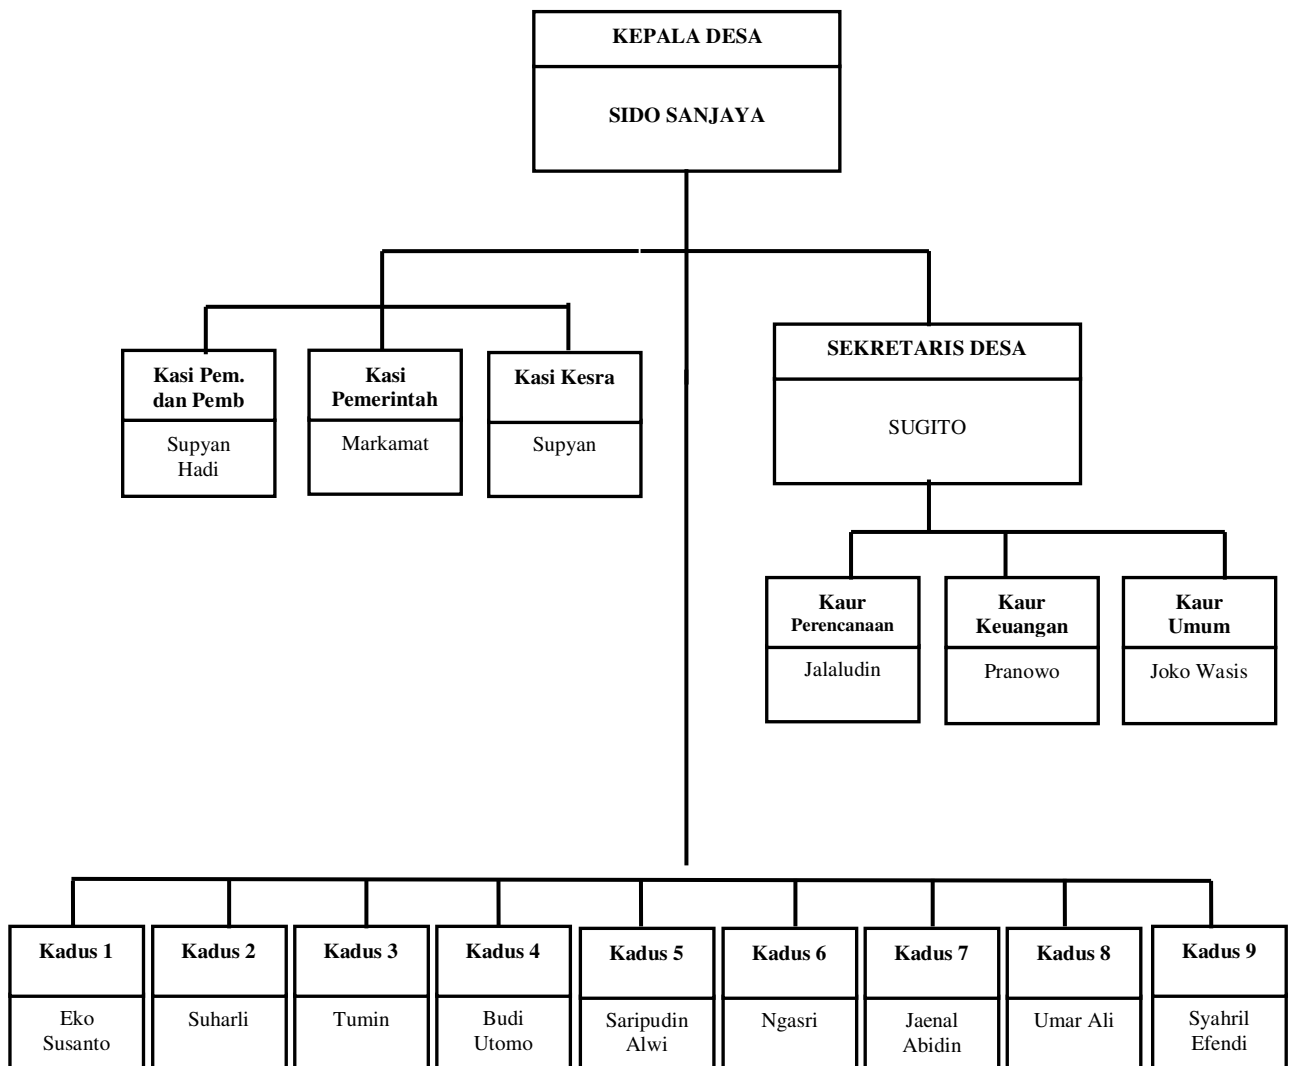 KEPALA DESA
SIDO SANJAYA
Kasi Pem.
dan Pemb
Supyan
Hadi
Kasi
Pemerintah
Markamat
Kasi Kesra
Supyan
SEKRETARIS DESA
SUGITO
Kaur
Perencanaan
Jalaludin
Kaur
Keuangan
Pranowo
Kaur
Umum
Joko Wasis
Kadus 1
Eko
Susanto
Kadus 2
Suharli
Kadus 3
Tumin
Kadus 4
Budi
Utomo
Kadus 5
Saripudin
Alwi
Kadus 6
Ngasri
Kadus 7
Jaenal
Abidin
Kadus 8
Umar Ali
Kadus 9
Syahril
Efendi